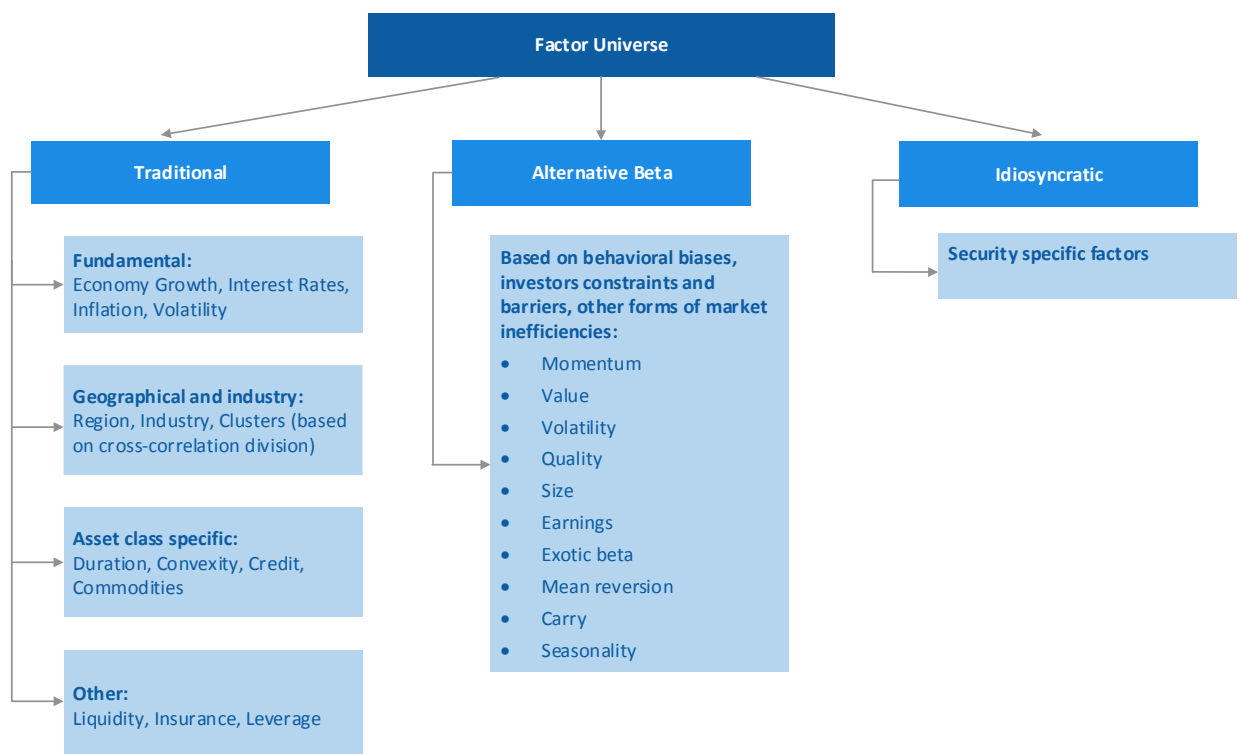 Factor Universe
Traditional
Alternative Beta
Idiosyncratic
Fundamental:
Economy Growth, Interest Rates,
Inflation, Volatility
Geographical and industry:
Region, Industry, Clusters (based
on cross-correlation division)
Asset class specific:
Duration, Convexity, Credit,
Commodities
Other:
Liquidity, Insurance, Leverage
Based on behavioral biases,
investors constraints and
barriers, other forms of market
inefficiencies:
• Momentum
• Value
• Volatility
• Quality
• Size
• Earnings
• Exotic beta
• Mean reversion
• Carry
• Seasonality
Security specific factors